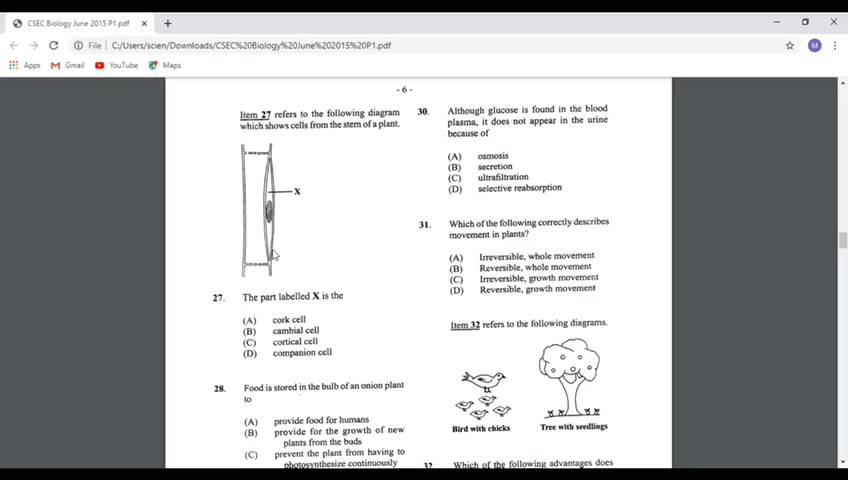 CSEC Biology June 2015 P1.pdf
File
C:/Users/scien/Downloads/CSEC%20Biology%20June%202015%20P1.pdf
M
Apps
Gmail
YouTube
Maps
- 6 -
Item 27 refers to the following diagram
which shows cells from the stem of a plant.
X
27. The part labelled X is the
(A) cork cell
(B) cambial cell
(C) cortical cell
(D) companion cell
28. Food is stored in the bulb of an onion plant
to
(A) provide food for humans
(B) provide for the growth of new
plants from the buds
(C) prevent the plant from having to
photosynthesize continuously
30. Although glucose is found in the blood
plasma, it does not appear in the urine
because of
(A) osmosis
(B) secretion
(C) ultrafiltration
(D) selective reabsorption
31. Which of the following correctly describes
movement in plants?
(A) Irreversible, whole movement
(B) Reversible, whole movement
(C) Irreversible, growth movement
(D) Reversible, growth movement
Item 32 refers to the following diagrams.
Bird with chicks
Tree with seedlings
32. Which of the following advantages does